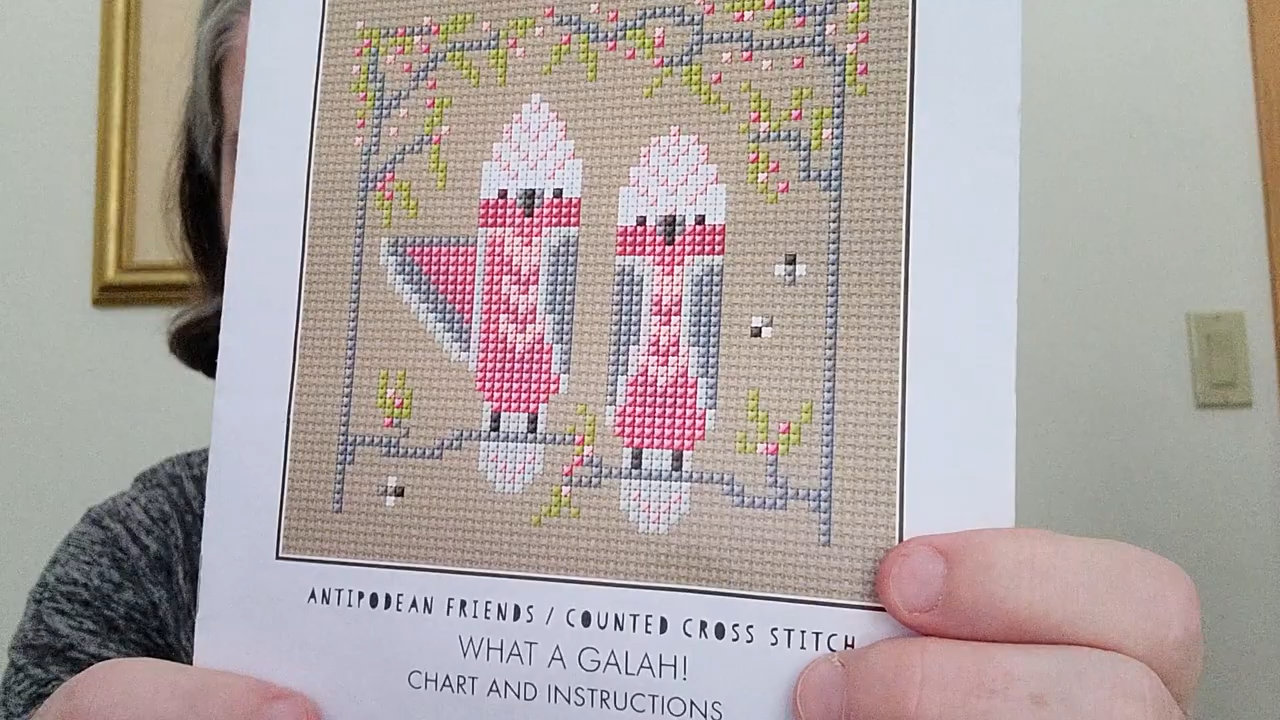 ANTIPODEAN FRIENDS / COUNTED CROSS STITCH
WHAT A GALAH!
CHART AND INSTRUCTIONS